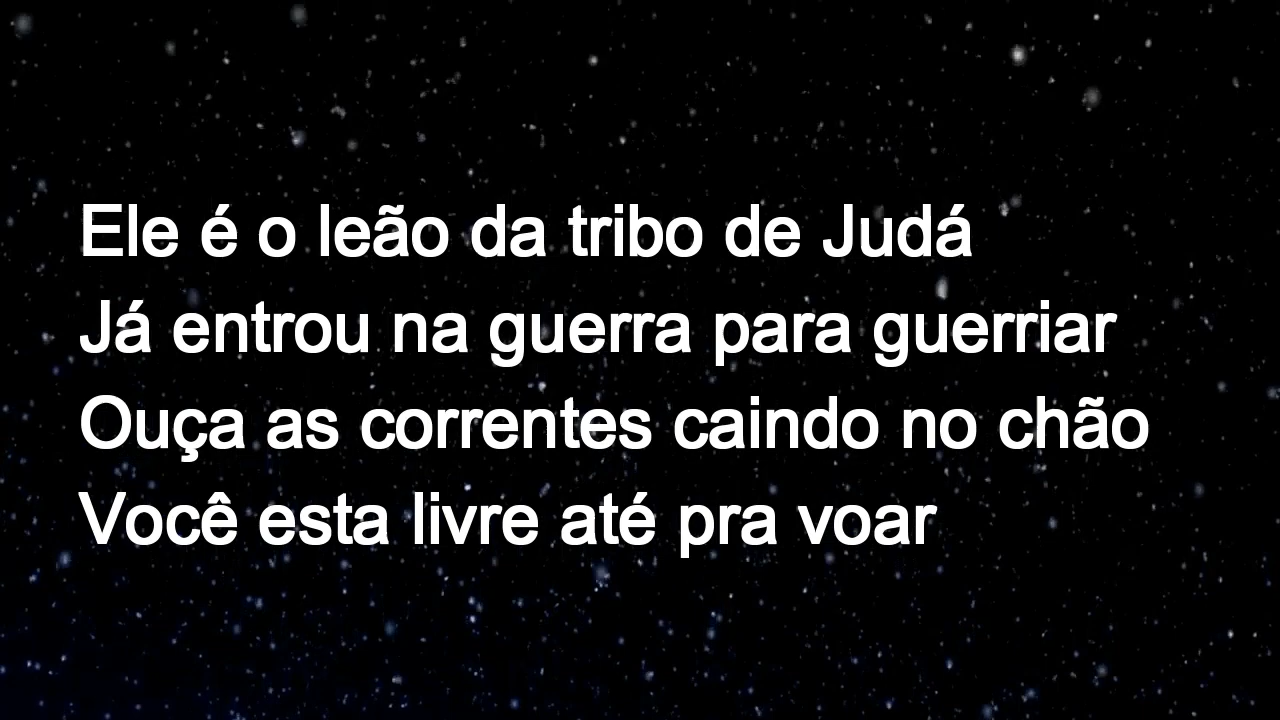 Ele é o leão da tribo de Judá
Já entrou na guerra para guerriar
Ouça as correntes caindo no chão
Você esta livre até pra voar